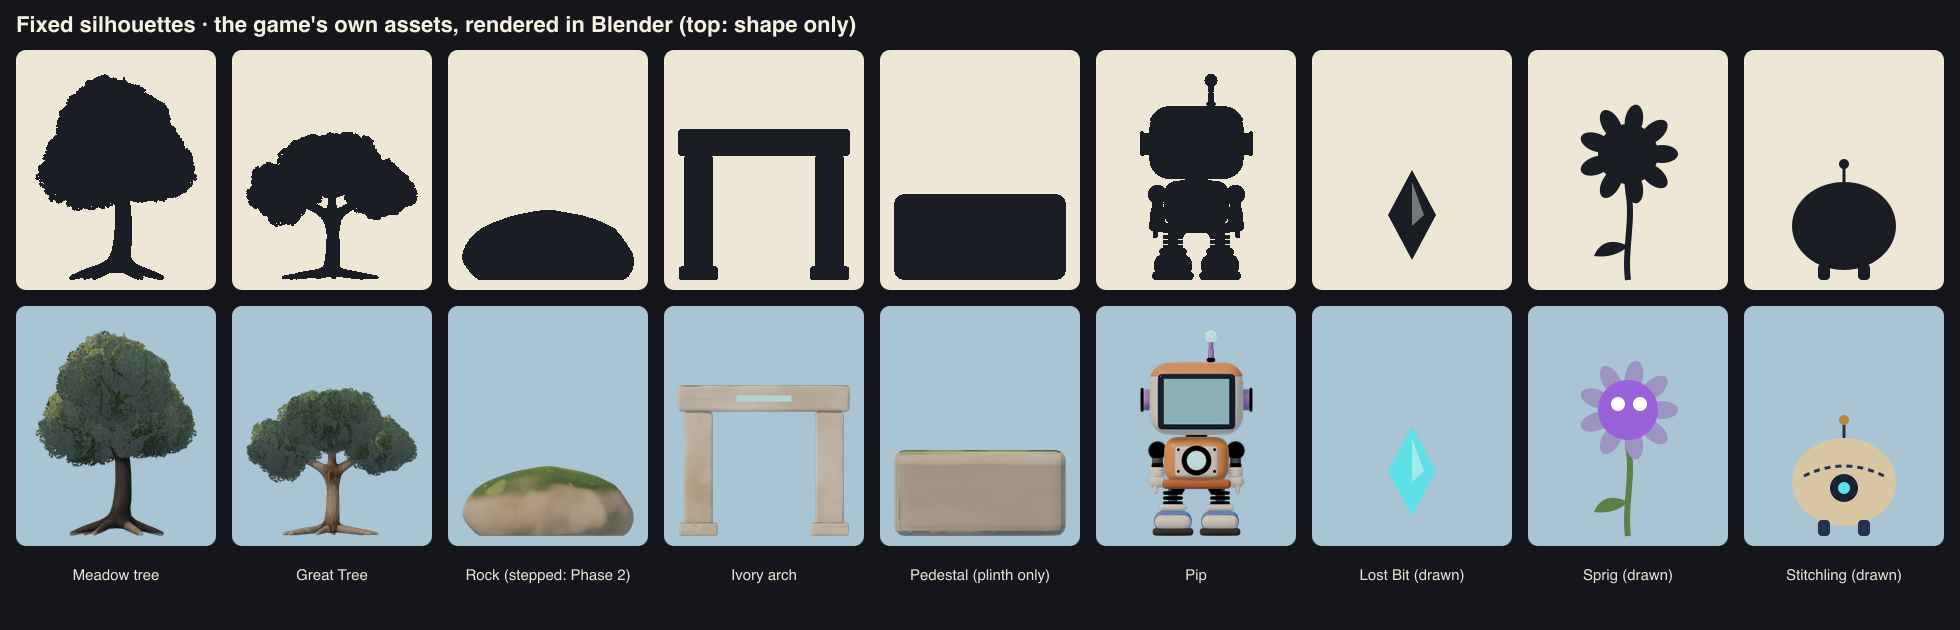 Fixed silhouettes · the game's own assets, rendered in Blender (top: shape only)
Meadow tree
Great Tree
Rock (stepped: Phase 2)
Ivory arch
Pedestal (plinth only)
Pip
Lost Bit (drawn)
Sprig (drawn)
Stitchling (drawn)